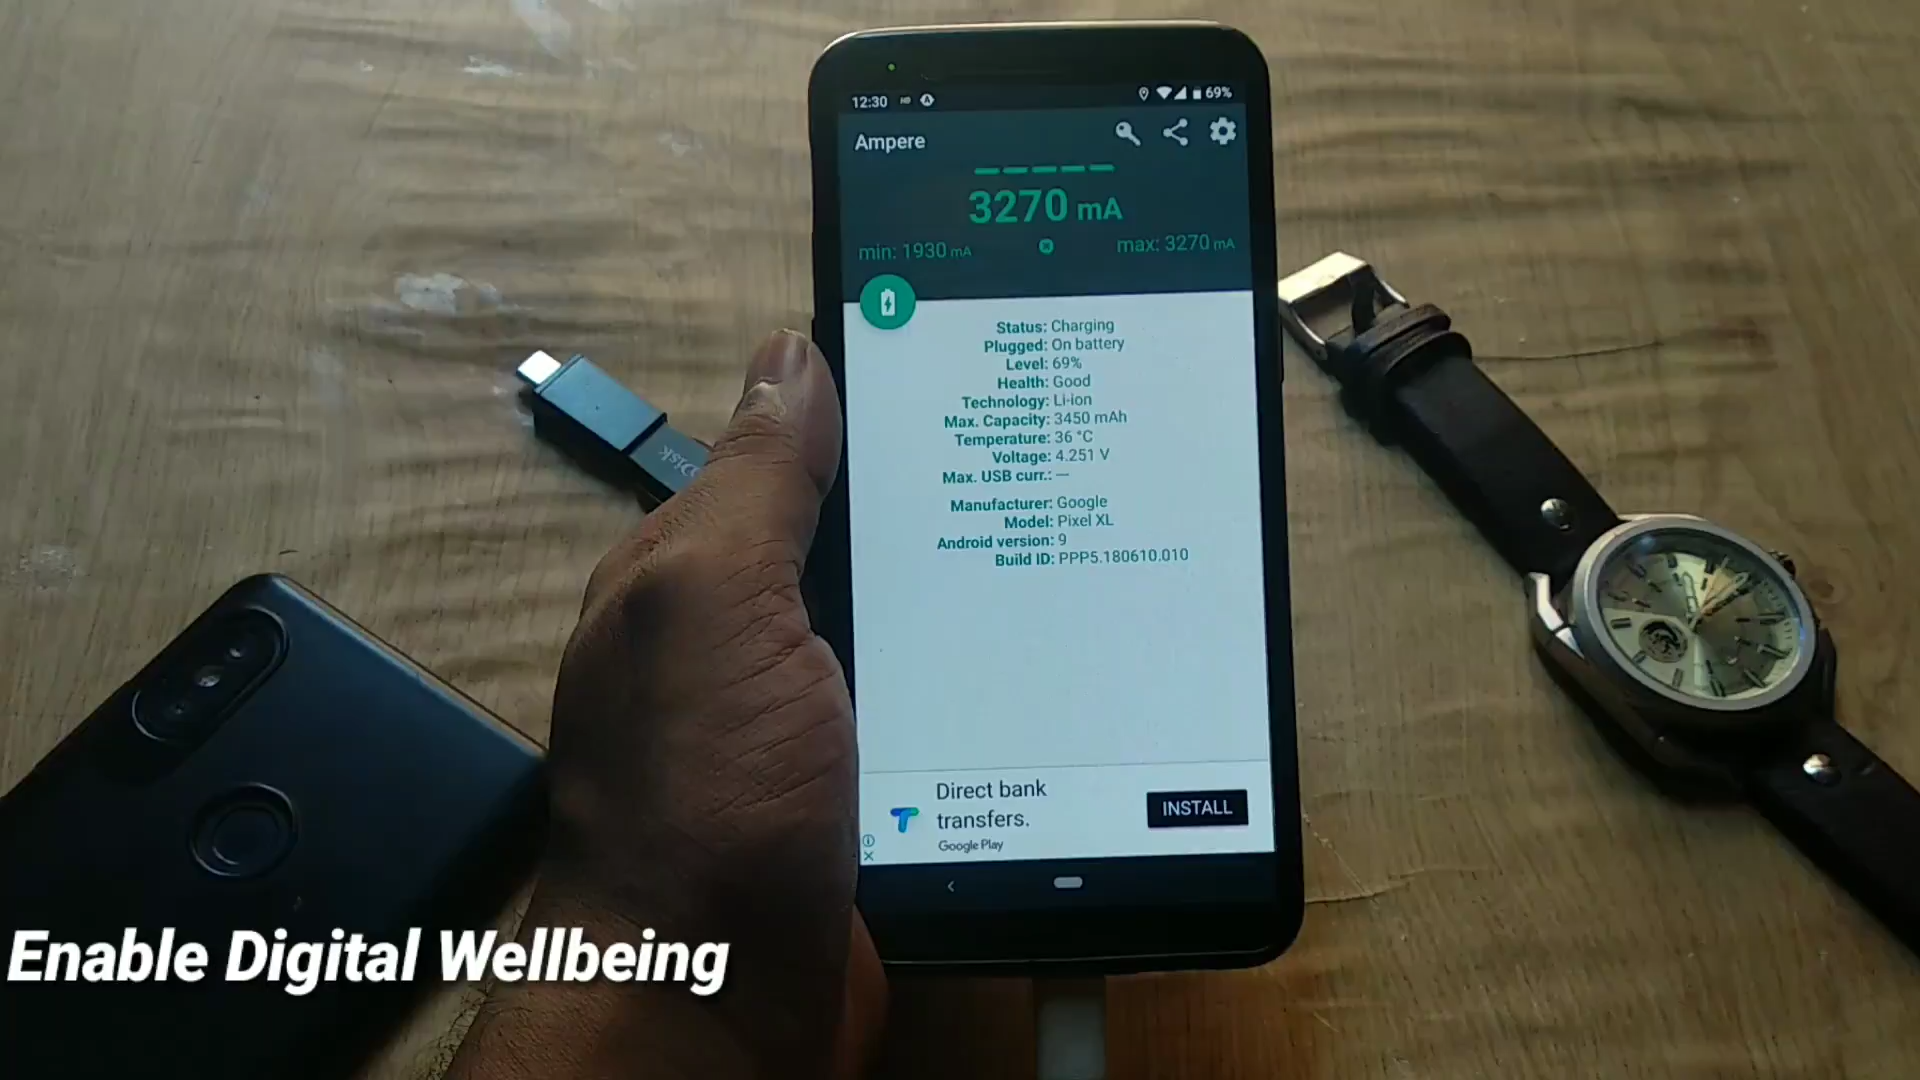 12:30
69%
Ampere
3270 mA
min: 1930 mA
max: 3270 mA
Status: Charging
Plugged: On battery
Level: 69%
Health: Good
Technology: Li-ion
Max. Capacity: 3450 mAh
Temperature: 36 °C
Voltage: 4.251 V
Max. USB curr.: —
Manufacturer: Google
Model: Pixel XL
Android version: 9
Build ID: PPP5.180610.010
Direct bank
transfers.
Google Play
INSTALL
Enable Digital Wellbeing